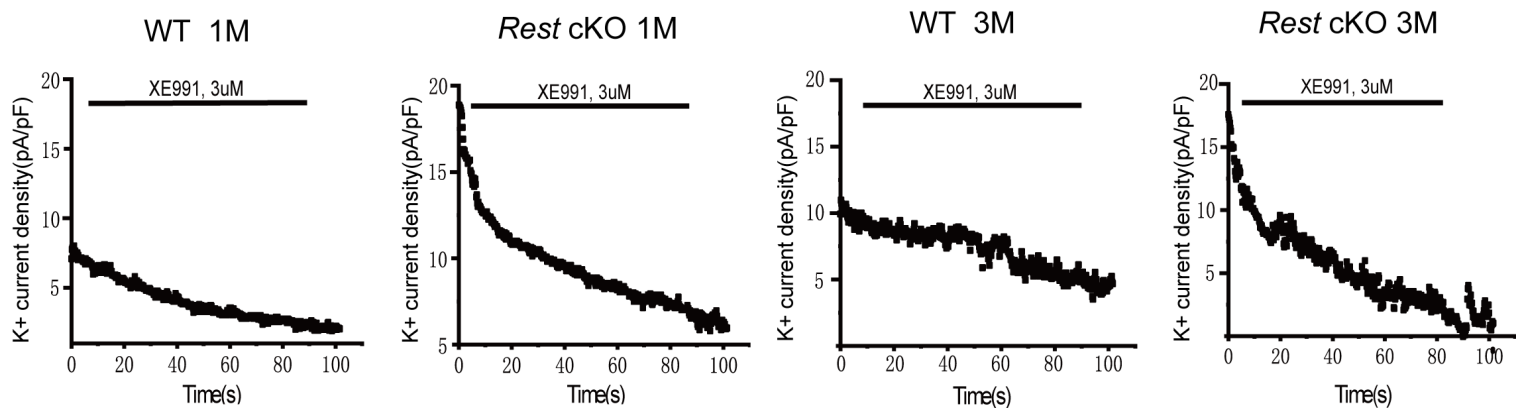 WT 1M
K+ current density(pA/pF)
20
15
10
5
XE991, 3uM
0 20 40 60 80 100
Time(s)
Rest cKO 1M
K+ current density(pA/pF)
20
15
10
5
XE991, 3uM
0 20 40 60 80 100
Time(s)
WT 3M
K+ current density(pA/pF)
20
15
10
5
XE991, 3uM
0 20 40 60 80 100
Time(s)
Rest cKO 3M
K+ current density(pA/pF)
20
15
10
5
XE991, 3uM
0 20 40 60 80 100
Time(s)